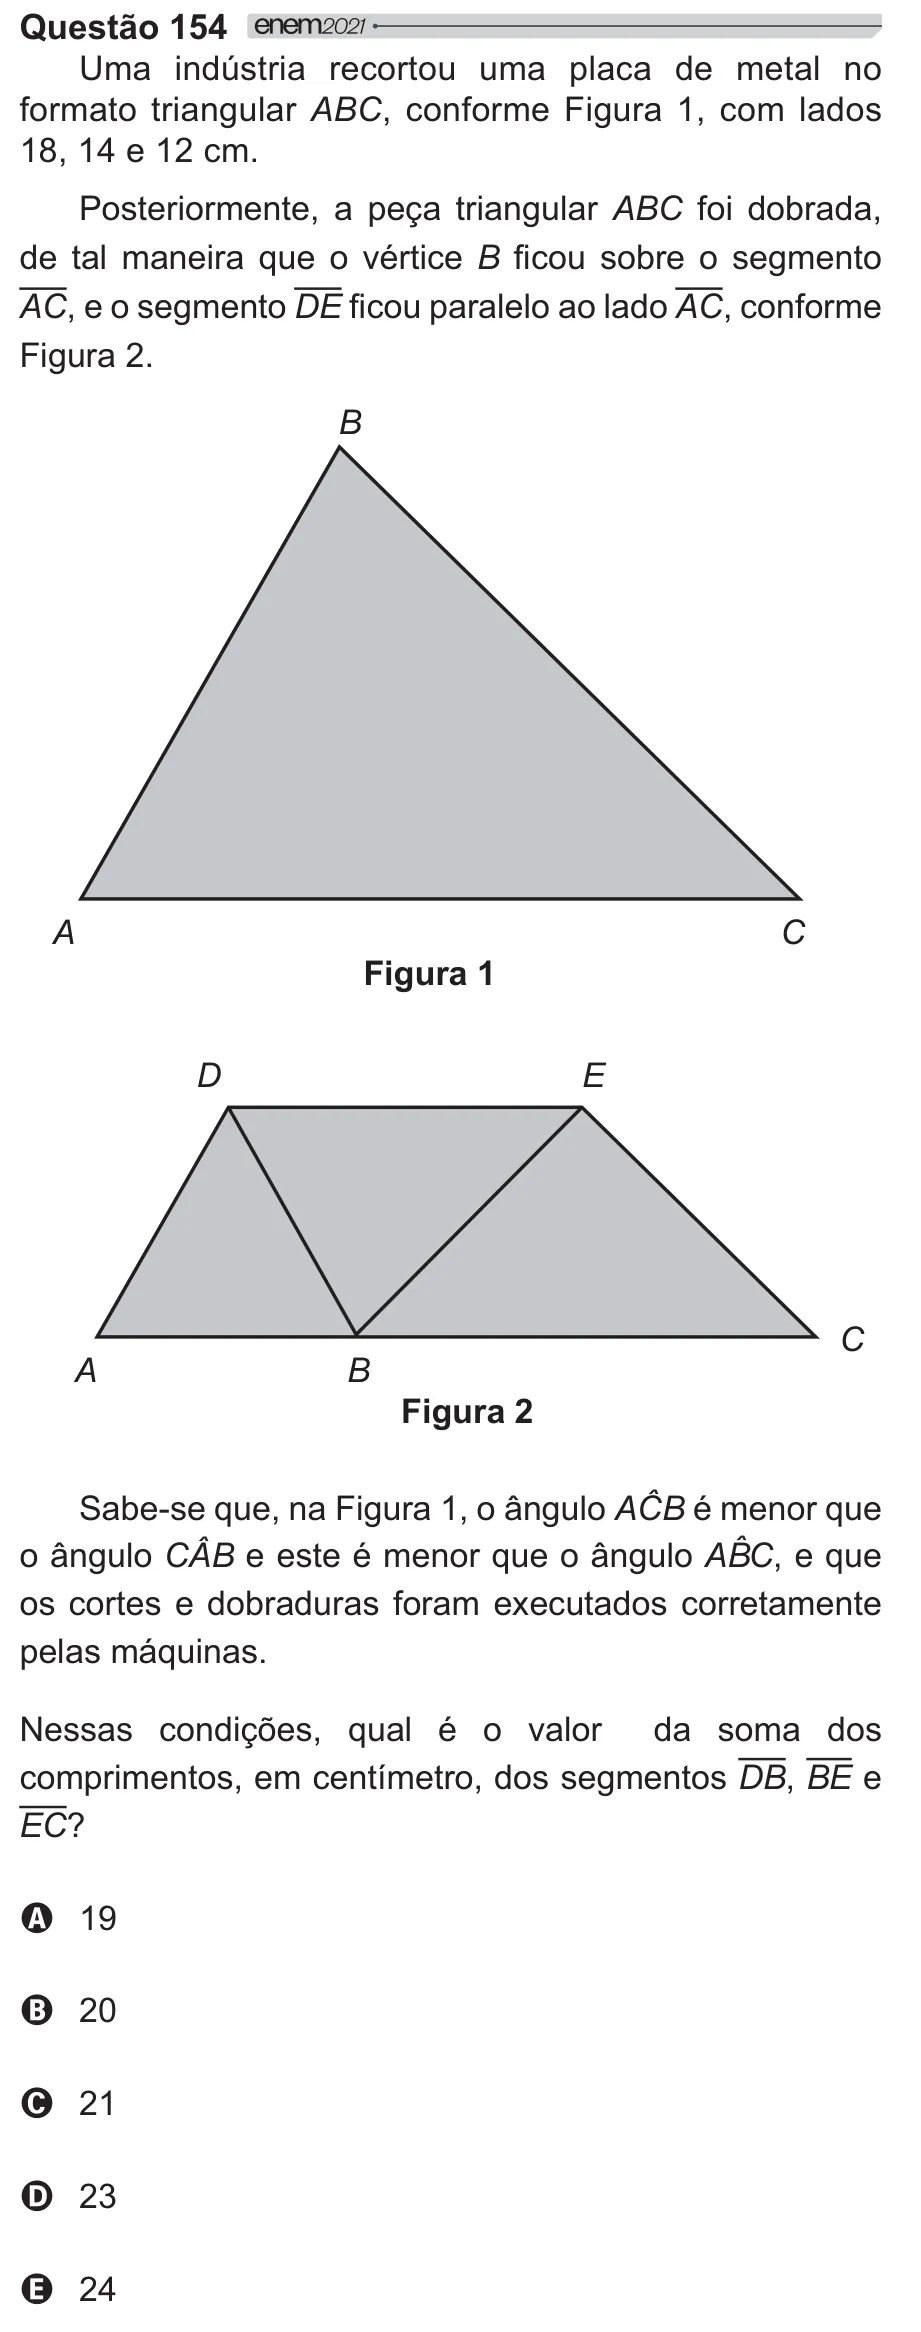 Questão 154 enem2021
Uma indústria recortou uma placa de metal no
formato triangular ABC, conforme Figura 1, com lados
18, 14 e 12 cm.
Posteriormente, a peça triangular ABC foi dobrada,
de tal maneira que o vértice B ficou sobre o segmento
AC, e o segmento DE ficou paralelo ao lado AC, conforme
Figura 2.
B
A
C
Figura 1
D
E
A
B
C
Figura 2
Sabe-se que, na Figura 1, o ângulo AĈB é menor que
o ângulo CÂB e este é menor que o ângulo AB̂C, e que
os cortes e dobraduras foram executados corretamente
pelas máquinas.
Nessas condições, qual é o valor da soma dos
comprimentos, em centímetro, dos segmentos DB, BE e
EC?
A 19
B 20
C 21
D 23
E 24